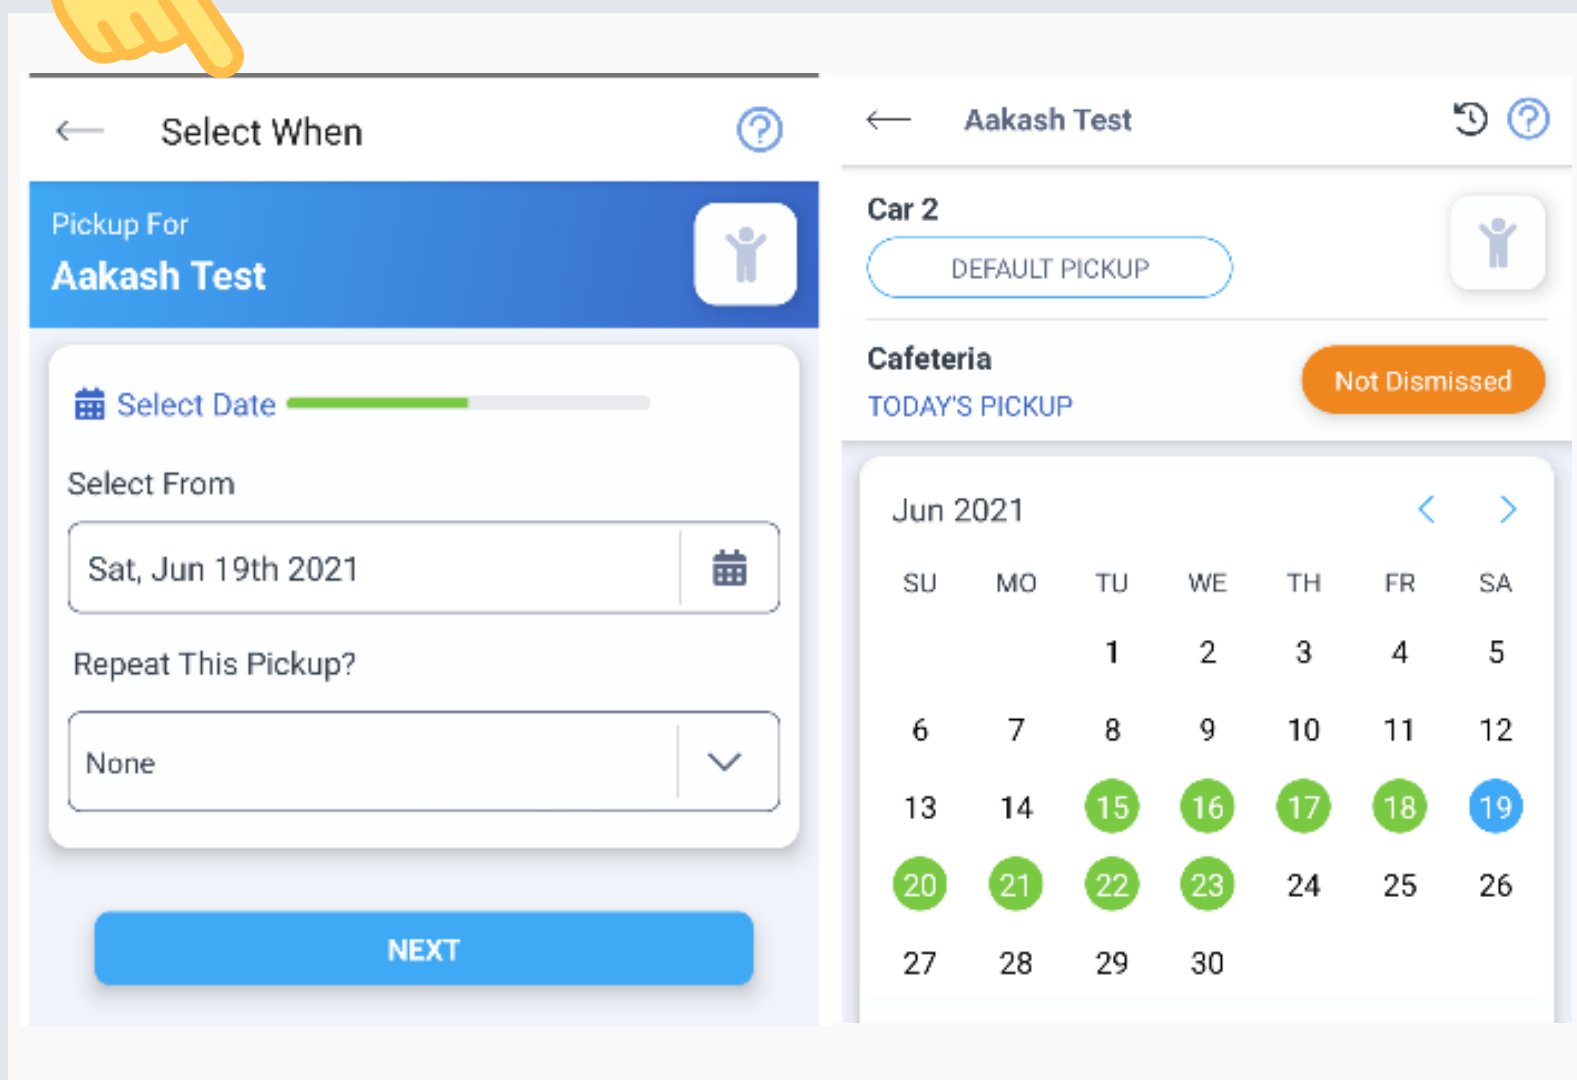 Select When
Pickup For
Aakash Test
Select Date
Select From
Sat, Jun 19th 2021
Repeat This Pickup?
None
NEXT
Aakash Test
Car 2
DEFAULT PICKUP
Cafeteria
Not Dismissed
TODAY'S PICKUP
Jun 2021
SU MO TU WE TH FR SA
1 2 3 4 5
6 7 8 9 10 11 12
13 14 15 16 17 18 19
20 21 22 23 24 25 26
27 28 29 30